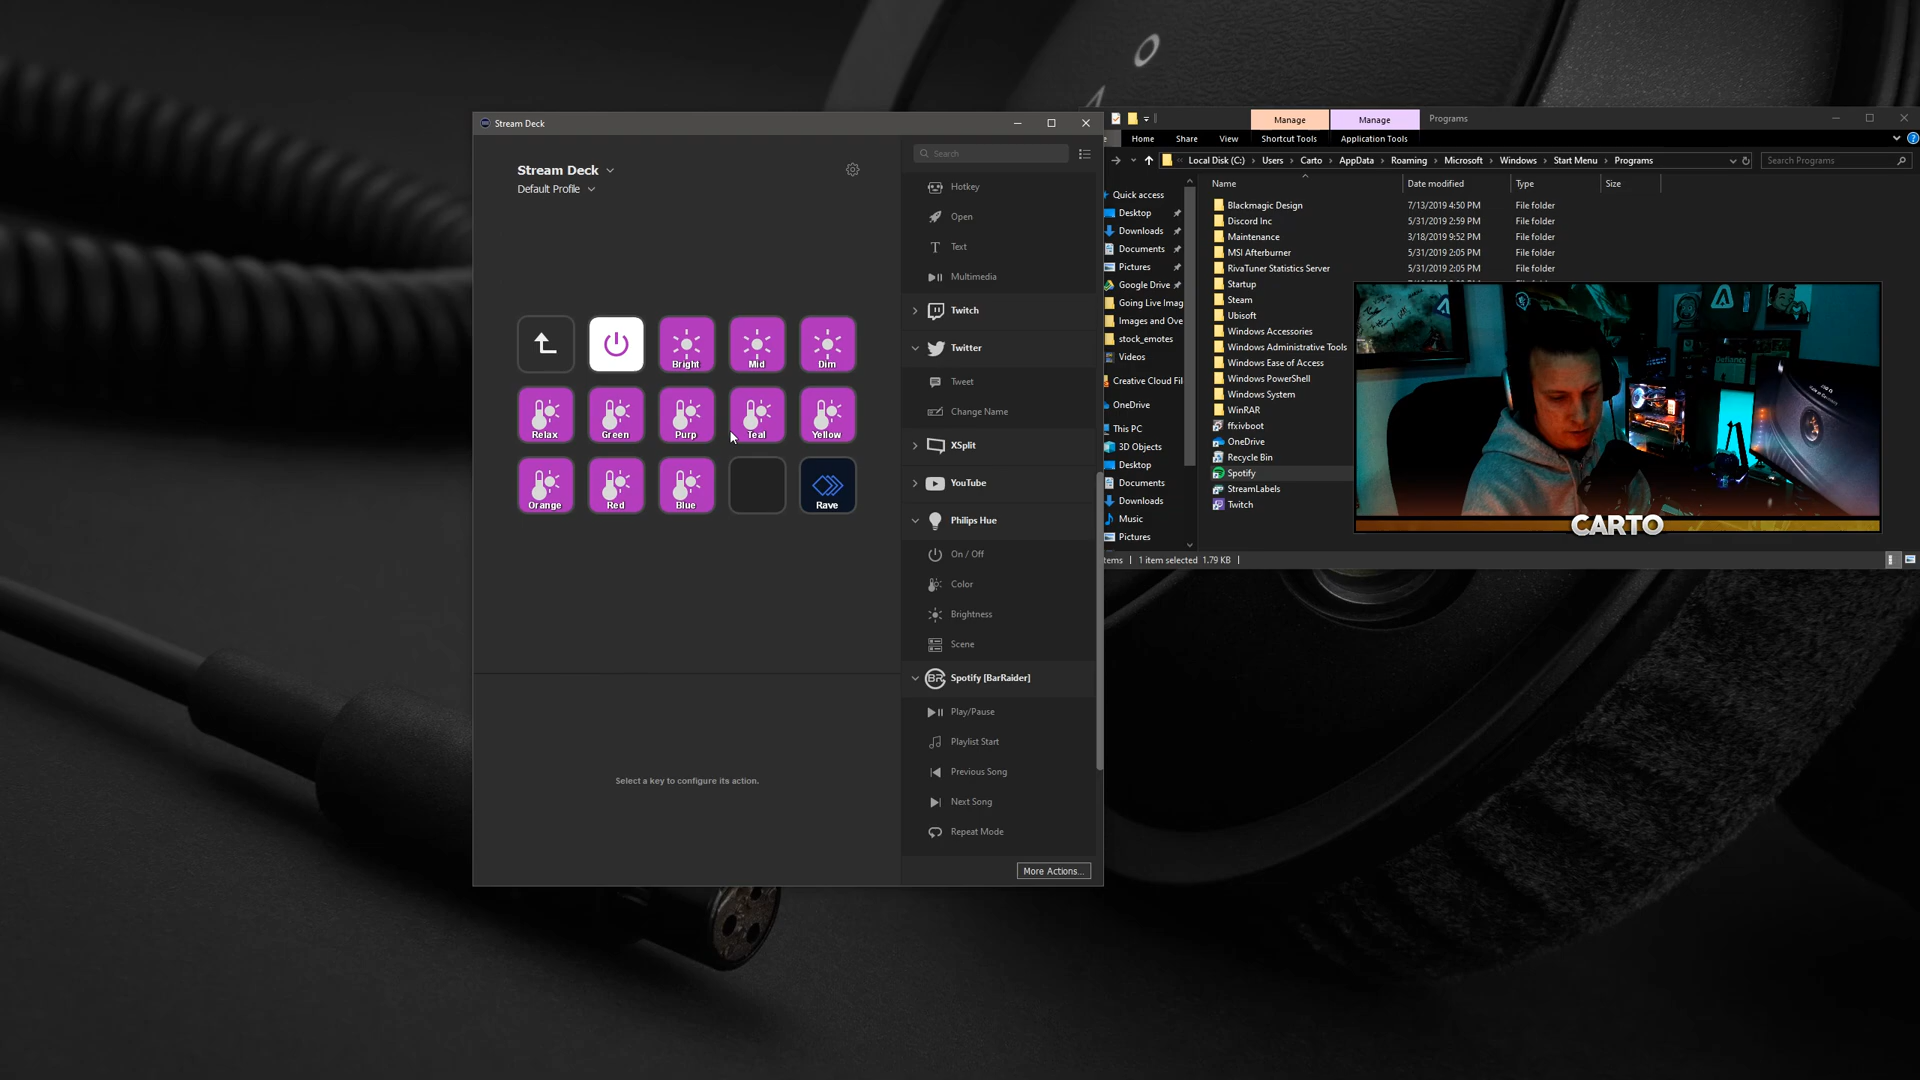 Stream Deck
Stream Deck
Default Profile
Bright
Mid
Dim
Relax
Green
Purp
Teal
Yellow
Orange
Red
Blue
Rave
Select a key to configure its action.
Search
Hotkey
Open
Text
Multimedia
Twitch
Twitter
Tweet
Change Name
XSplit
YouTube
Philips Hue
On / Off
Color
Brightness
Scene
Spotify [BarRaider]
Play/Pause
Playlist Start
Previous Song
Next Song
Repeat Mode
More Actions...
Manage Manage Programs
Home Share View Shortcut Tools Application Tools
Local Disk (C:) Users Carto AppData Roaming Microsoft Windows Start Menu Programs
Search Programs
Quick access
Desktop
Downloads
Documents
Pictures
Google Drive
Going Live Imag
Images and Ove
stock_emotes
Videos
Creative Cloud Fil
OneDrive
This PC
3D Objects
Desktop
Documents
Downloads
Music
Pictures
Name Date modified Type Size
Blackmagic Design 7/13/2019 4:50 PM File folder
Discord Inc 5/31/2019 2:59 PM File folder
Maintenance 3/18/2019 9:52 PM File folder
MSI Afterburner 5/31/2019 2:05 PM File folder
RivaTuner Statistics Server 5/31/2019 2:05 PM File folder
Startup
Steam
Ubisoft
Windows Accessories
Windows Administrative Tools
Windows Ease of Access
Windows PowerShell
Windows System
WinRAR
ffxivboot
OneDrive
Recycle Bin
Spotify
StreamLabels
Twitch
CARTO
1 item selected 1.79 KB